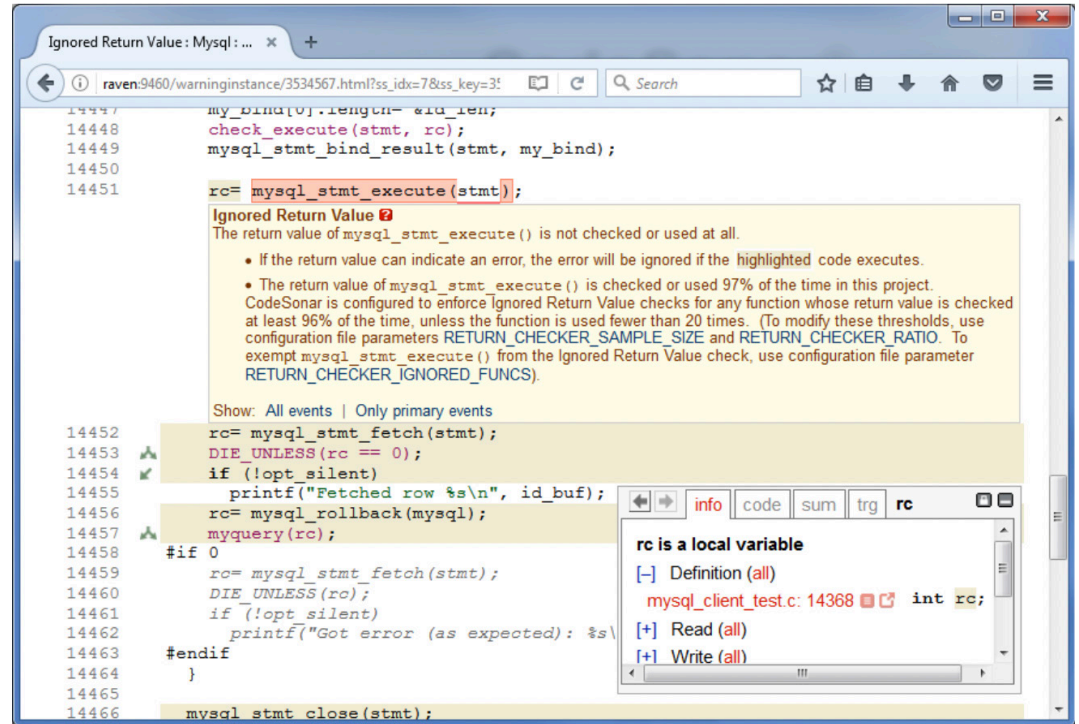 Ignored Return Value : Mysql : ... × +
raven:9460/warninginstance/3534567.html?ss_idx=7&ss_key=35 Search
14447 my_bind[0].length= &id_len;
14448 check_execute(stmt, rc);
14449 mysql_stmt_bind_result(stmt, my_bind);
14450
14451 rc= mysql_stmt_execute(stmt);
Ignored Return Value ?
The return value of mysql_stmt_execute() is not checked or used at all.
• If the return value can indicate an error, the error will be ignored if the highlighted code executes.
• The return value of mysql_stmt_execute() is checked or used 97% of the time in this project.
CodeSonar is configured to enforce Ignored Return Value checks for any function whose return value is checked
at least 96% of the time, unless the function is used fewer than 20 times. (To modify these thresholds, use
configuration file parameters RETURN_CHECKER_SAMPLE_SIZE and RETURN_CHECKER_RATIO. To
exempt mysql_stmt_execute() from the Ignored Return Value check, use configuration file parameter
RETURN_CHECKER_IGNORED_FUNCS).
Show: All events | Only primary events
14452 rc= mysql_stmt_fetch(stmt);
14453 DIE_UNLESS(rc == 0);
14454 if (!opt_silent)
14455 printf("Fetched row %s\n", id_buf);
14456 rc= mysql_rollback(mysql);
14457 myquery(rc);
14458 #if 0
14459 rc= mysql_stmt_fetch(stmt);
14460 DIE_UNLESS(rc);
14461 if (!opt_silent)
14462 printf("Got error (as expected): %s\
14463 #endif
14464 }
14465
14466 mysql_stmt_close(stmt);
info code sum trg rc
rc is a local variable
[–] Definition (all)
mysql_client_test.c: 14368 int rc;
[+] Read (all)
[+] Write (all)